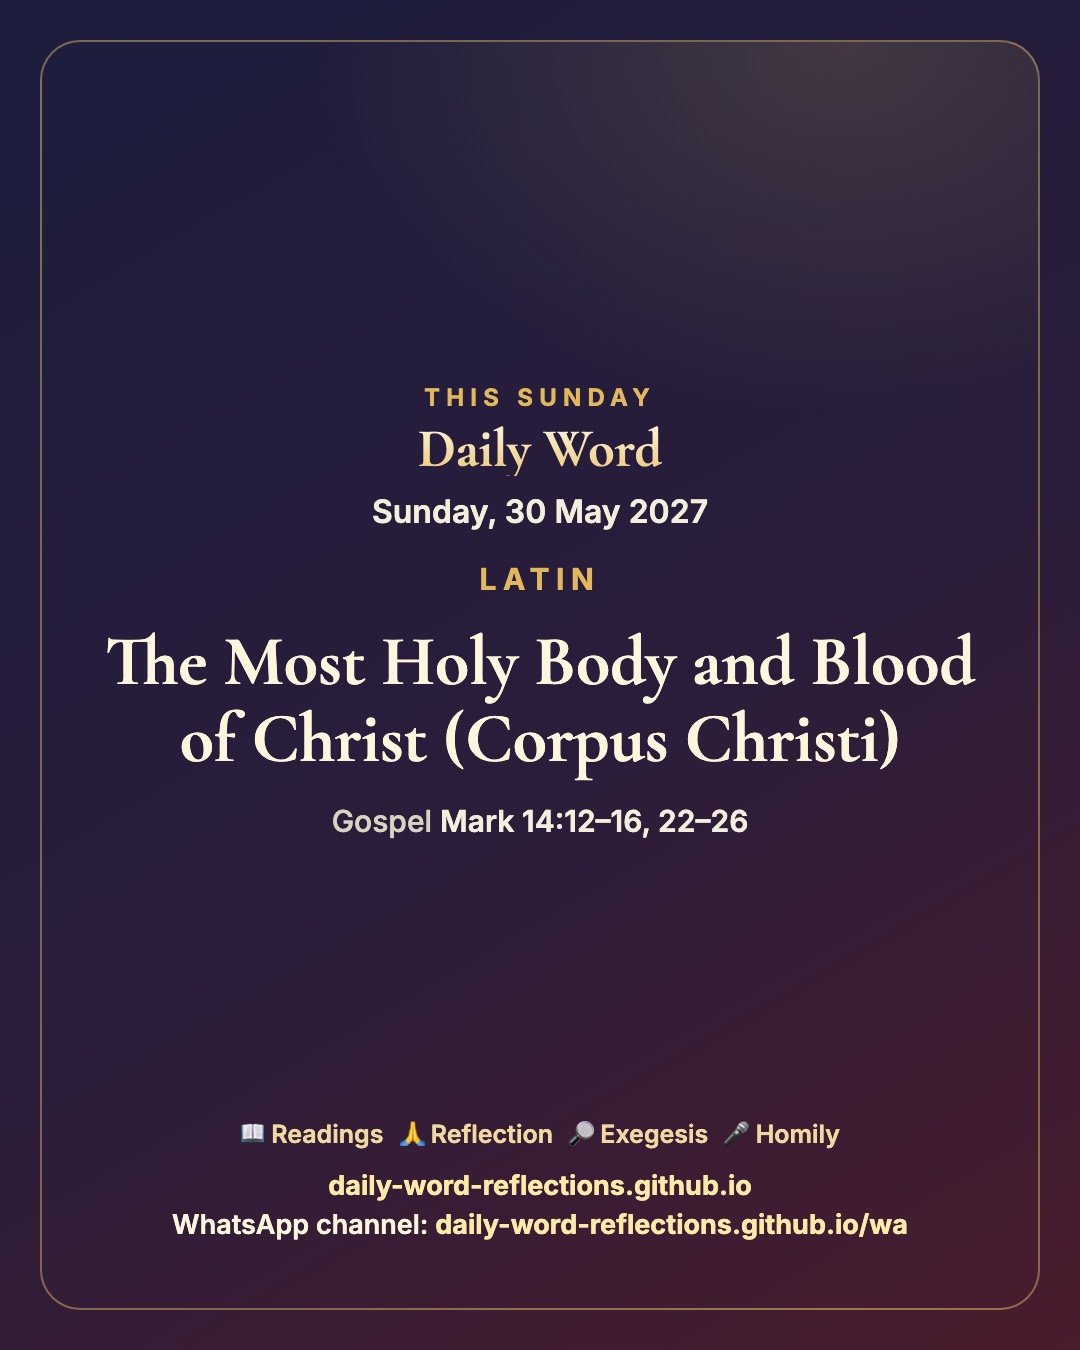 THIS SUNDAY
Daily Word
Sunday, 30 May 2027
LATIN
The Most Holy Body and Blood
of Christ (Corpus Christi)
Gospel Mark 14:12–16, 22–26
📖 Readings 🙏 Reflection 🔎 Exegesis 🎤 Homily
daily-word-reflections.github.io
WhatsApp channel: daily-word-reflections.github.io/wa